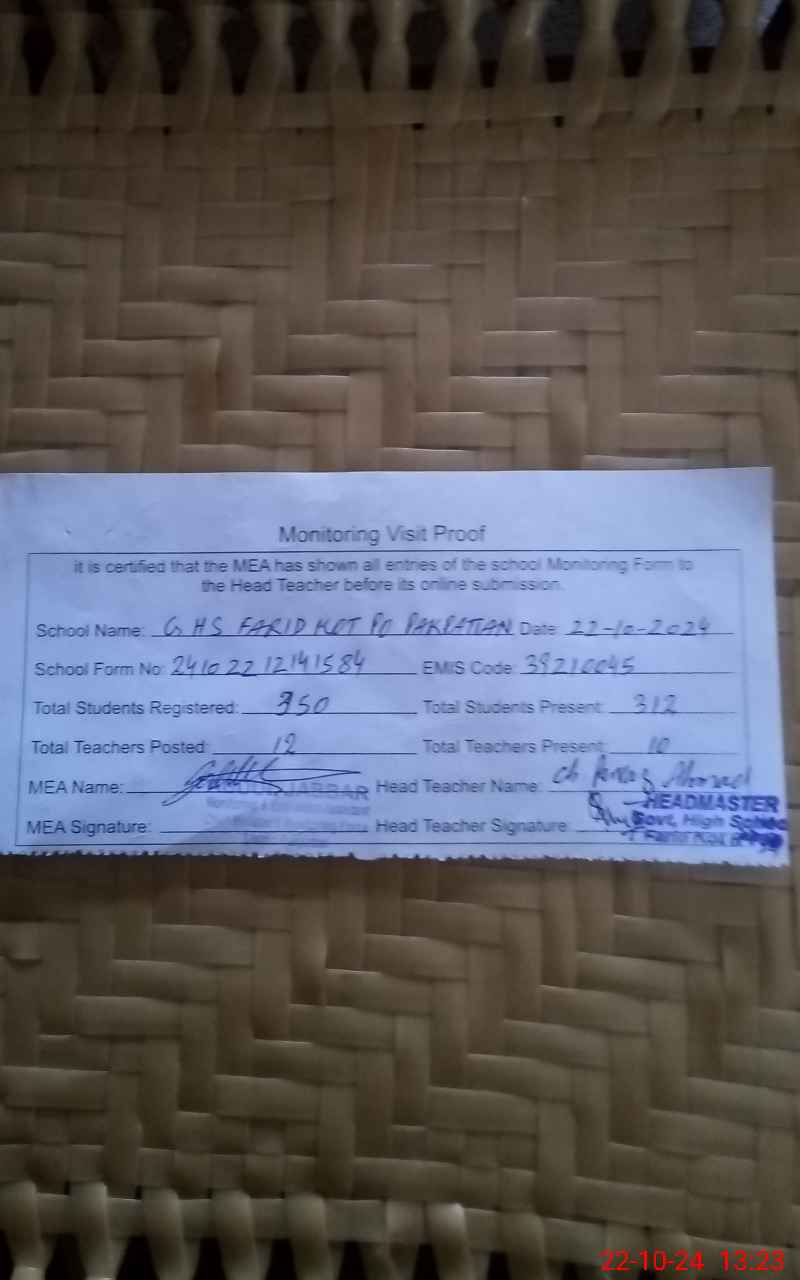 Monitoring Visit Proof
it is certified that the MEA has shown all entries of the school Monitoring Form to
the Head Teacher before its online submission.
School Name: G HS FARID KOT PO PAKPATTAN Date: 22-10-2024
School Form No: 24102212141584 EMIS Code: 39210045
Total Students Registered: 350 Total Students Present: 312
Total Teachers Posted: 12 Total Teachers Present: 10
MEA Name: JABBAR Head Teacher Name: Ch Ahmad
HEADMASTER
MEA Signature: Head Teacher Signature: Govt. High School
22-10-24 13:23